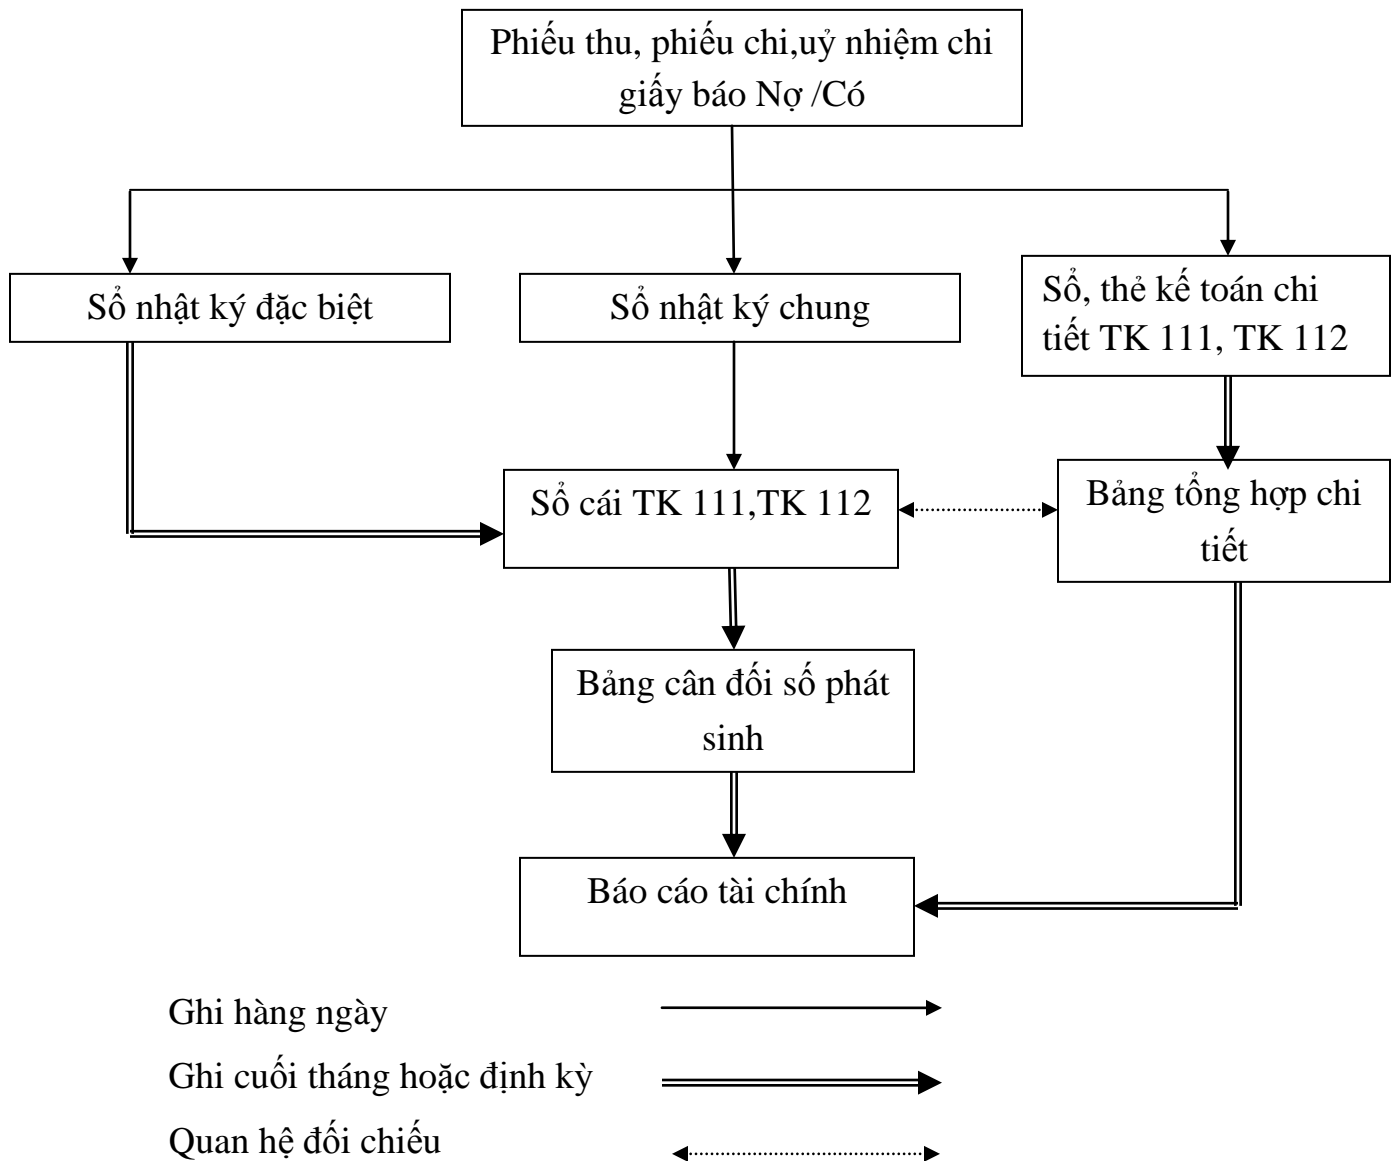 Phiếu thu, phiếu chi,uỷ nhiệm chi
giấy báo Nợ /Có
Sổ nhật ký đặc biệt
Sổ nhật ký chung
Sổ, thẻ kế toán chi
tiết TK 111, TK 112
Sổ cái TK 111,TK 112
Bảng tổng hợp chi
tiết
Bảng cân đối số phát
sinh
Báo cáo tài chính
Ghi hàng ngày
Ghi cuối tháng hoặc định kỳ
Quan hệ đối chiếu